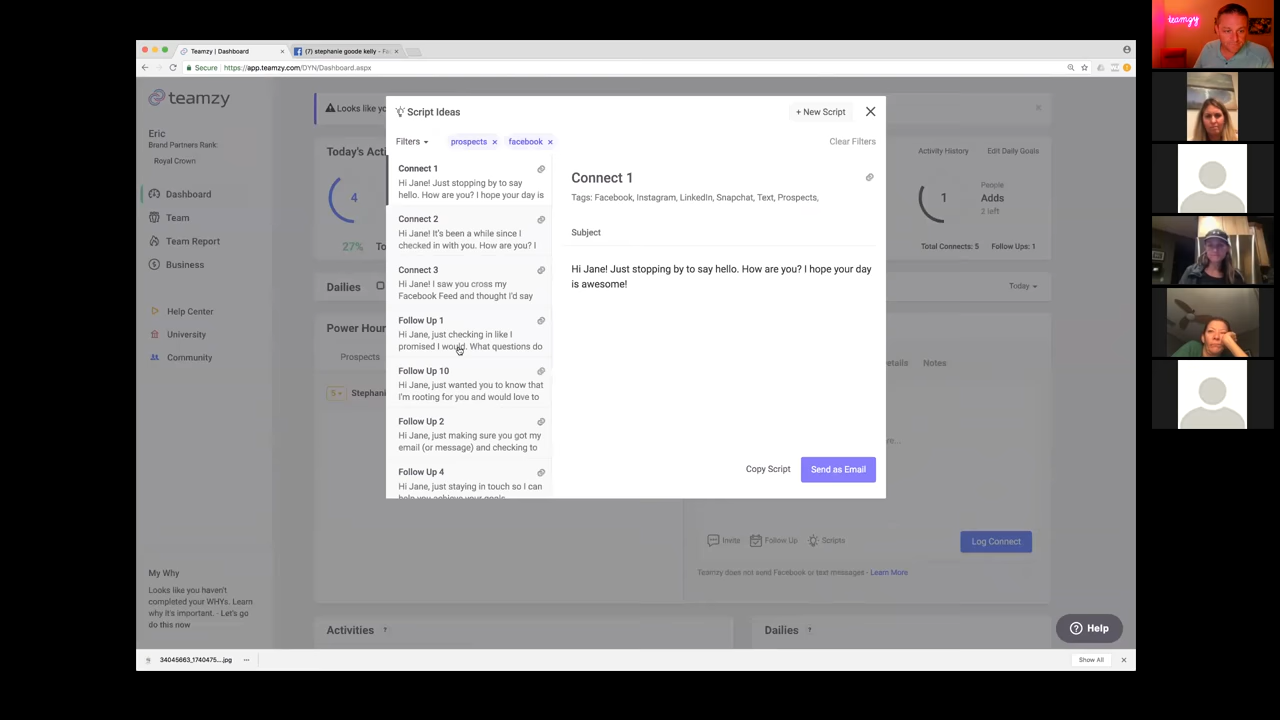 Teamzy | Dashboard
(7) stephanie goode kelly - Fa
Secure
https://app.teamzy.com/DYN/Dashboard.aspx
teamzy
teamzy
Looks like yo
Eric
Brand Partners Rank:
Royal Crown
Dashboard
Team
Team Report
Business
Help Center
University
Community
My Why
Looks like you haven't
completed your WHYs. Learn
why it's important. - Let's go
do this now
Today's Acti
4
27%
Dailies
Power Hour
Prospects
5
Stephani
Script Ideas
+ New Script
Filters
prospects
facebook
Clear Filters
Connect 1
Hi Jane! Just stopping by to say
hello. How are you? I hope your day is
Connect 2
Hi Jane! It's been a while since I
checked in with you. How are you? I
Connect 3
Hi Jane! I saw you cross my
Facebook Feed and thought I'd say
Follow Up 1
Hi Jane, just checking in like I
promised I would. What questions do
Follow Up 10
Hi Jane, just wanted you to know that
I'm rooting for you and would love to
Follow Up 2
Hi Jane, just making sure you got my
email (or message) and checking to
Follow Up 4
Hi Jane, just staying in touch so I can
help you achieve your goals
Connect 1
Tags: Facebook, Instagram, LinkedIn, Snapchat, Text, Prospects,
Subject
Hi Jane! Just stopping by to say hello. How are you? I hope your day
is awesome!
Copy Script
Send as Email
Activity History
Edit Daily Goals
1
People
Adds
2 left
Total Connects: 5
Follow Ups: 1
Today
Details
Notes
Invite
Follow Up
Scripts
Log Connect
Teamzy does not send Facebook or text messages - Learn More
Activities ?
Dailies ?
Help
34045663_1740475....jpg
Show All